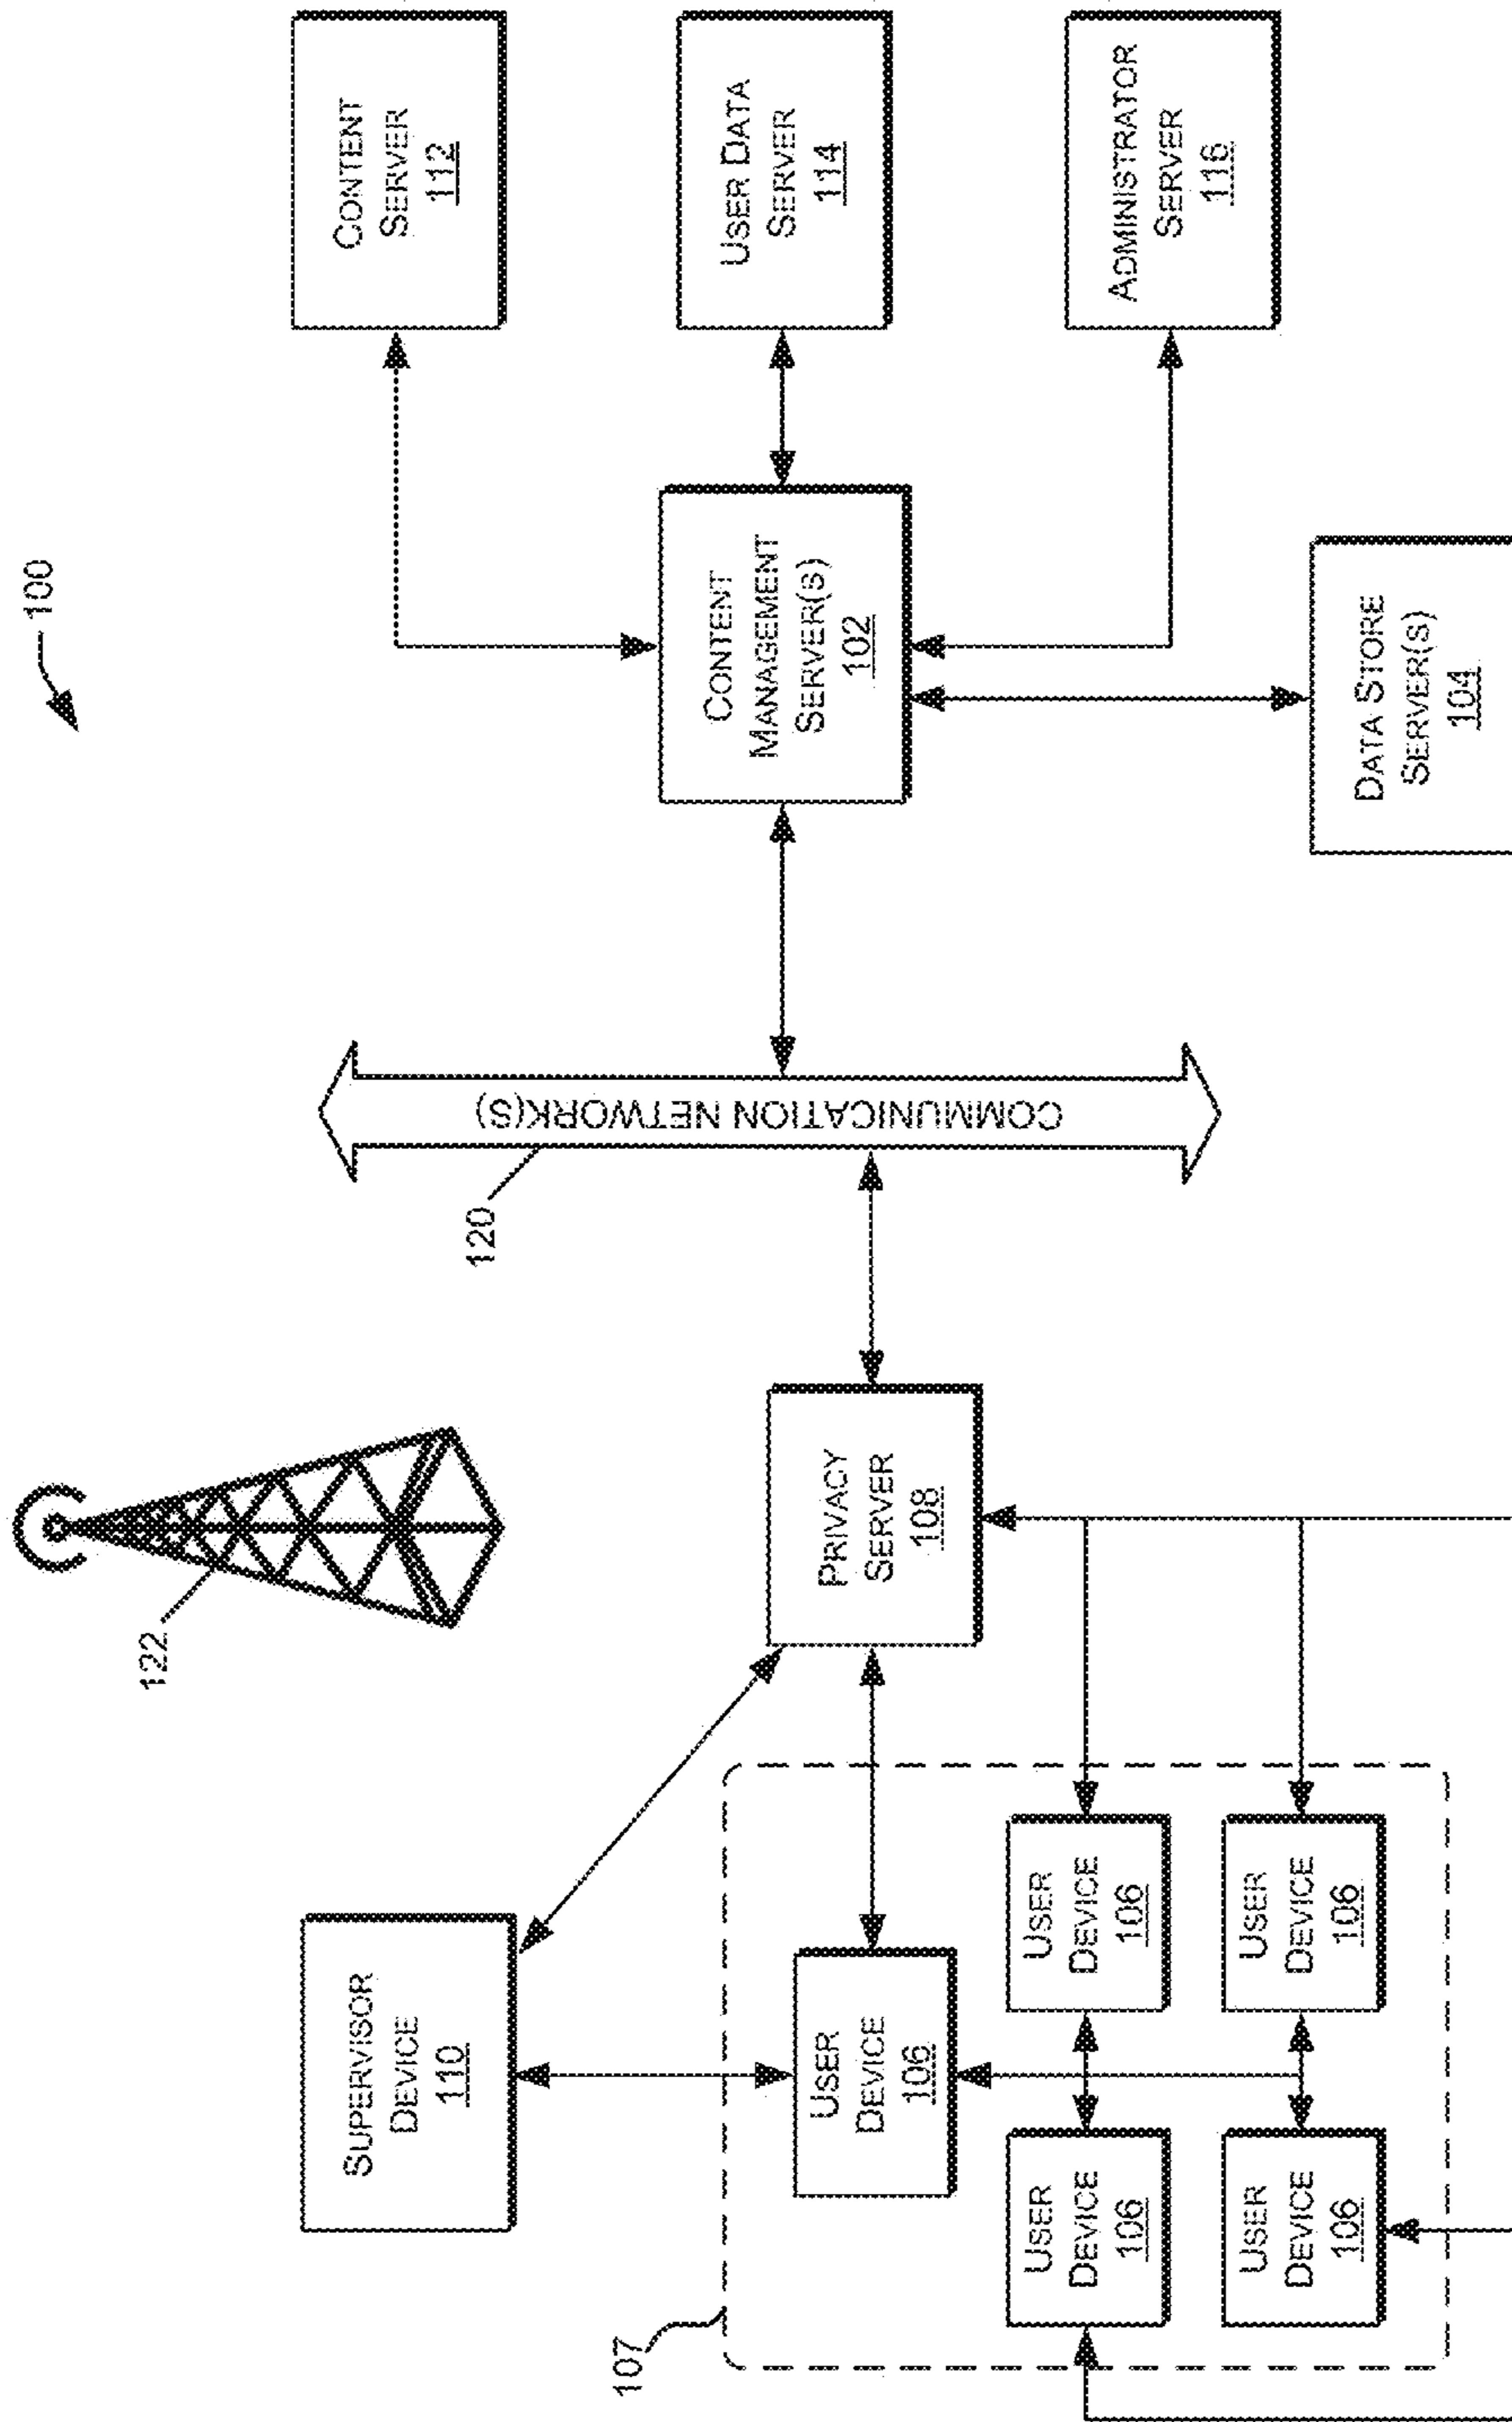 100
122
120
107
SUPERVISOR
DEVICE
110
PRIVACY
SERVER
108
COMMUNICATION NETWORK(S)
CONTENT
MANAGEMENT
SERVER(S)
102
CONTENT
SERVER
112
USER DATA
SERVER
114
ADMINISTRATOR
SERVER
116
DATA STORE
SERVER(S)
104
USER
DEVICE
106
USER
DEVICE
106
USER
DEVICE
106
USER
DEVICE
106
USER
DEVICE
106